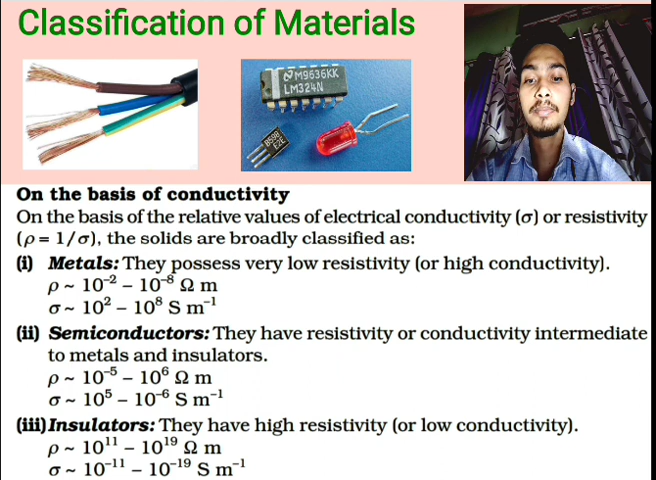 Classification of Materials
M9636KK
LM324N
On the basis of conductivity
On the basis of the relative values of electrical conductivity (σ) or resistivity
(ρ = 1/σ), the solids are broadly classified as:
(i) Metals: They possess very low resistivity (or high conductivity).
ρ ~ 10⁻² – 10⁻⁸ Ω m
σ ~ 10² – 10⁸ S m⁻¹
(ii) Semiconductors: They have resistivity or conductivity intermediate
to metals and insulators.
ρ ~ 10⁻⁵ – 10⁶ Ω m
σ ~ 10⁵ – 10⁻⁶ S m⁻¹
(iii) Insulators: They have high resistivity (or low conductivity).
ρ ~ 10¹¹ – 10¹⁹ Ω m
σ ~ 10⁻¹¹ – 10⁻¹⁹ S m⁻¹